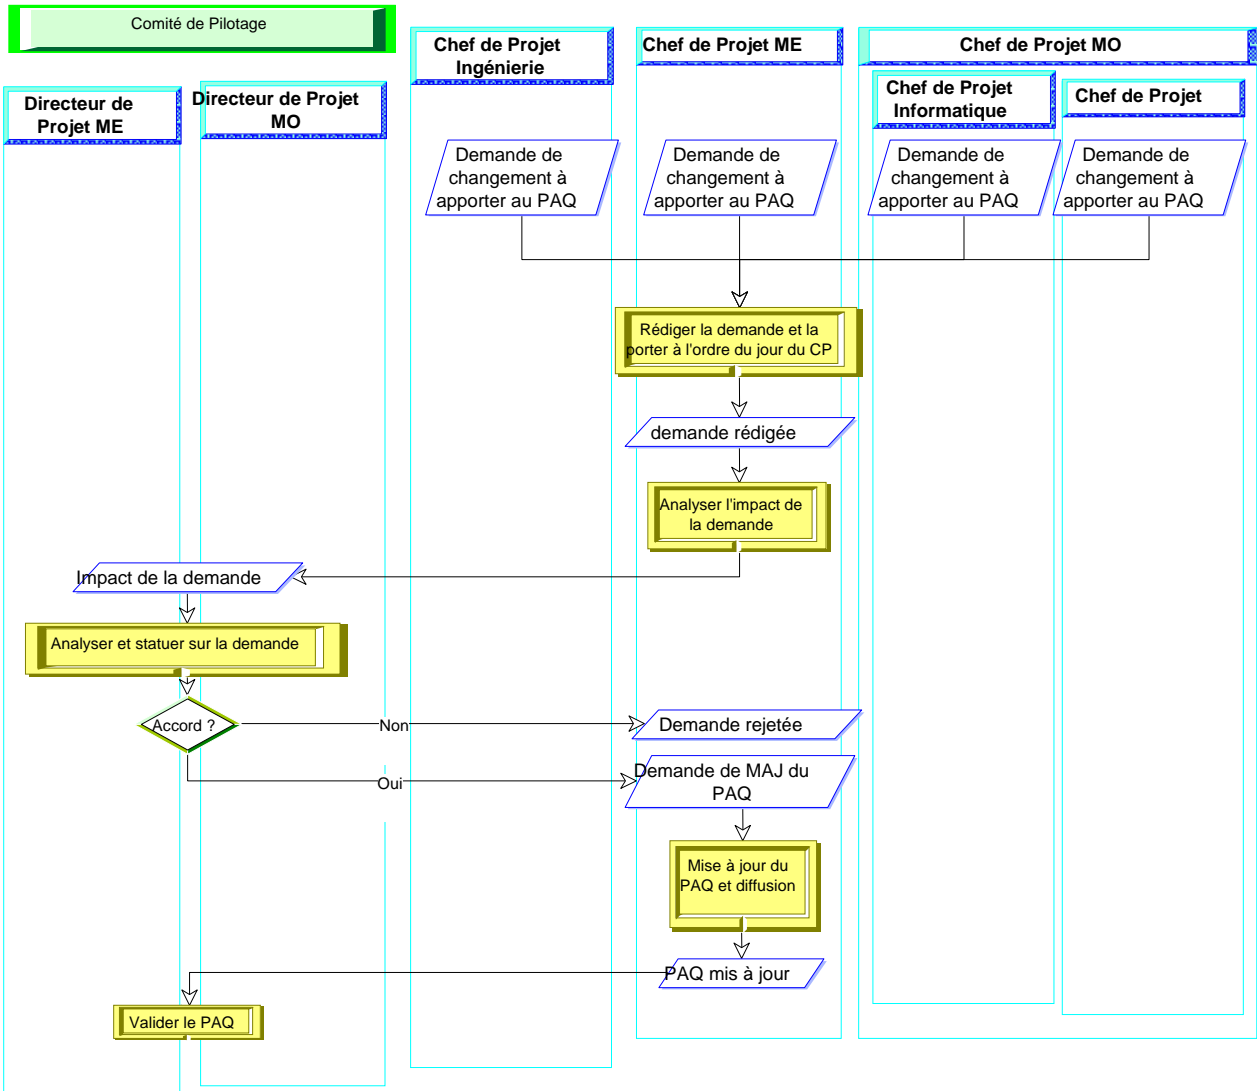 Comité de Pilotage
Chef de Projet
Ingénierie
Chef de Projet ME
Chef de Projet MO
Directeur de
Projet ME
Directeur de Projet
MO
Chef de Projet
Informatique
Chef de Projet
Demande de
changement à
apporter au PAQ
Demande de
changement à
apporter au PAQ
Demande de
changement à
apporter au PAQ
Demande de
changement à
apporter au PAQ
Rédiger la demande et la
porter à l'ordre du jour du CP
demande rédigée
Analyser l'impact de
la demande
Impact de la demande
Analyser et statuer sur la demande
Accord ?
Non
Demande rejetée
Oui
Demande de MAJ du
PAQ
Mise à jour du
PAQ et diffusion
PAQ mis à jour
Valider le PAQ